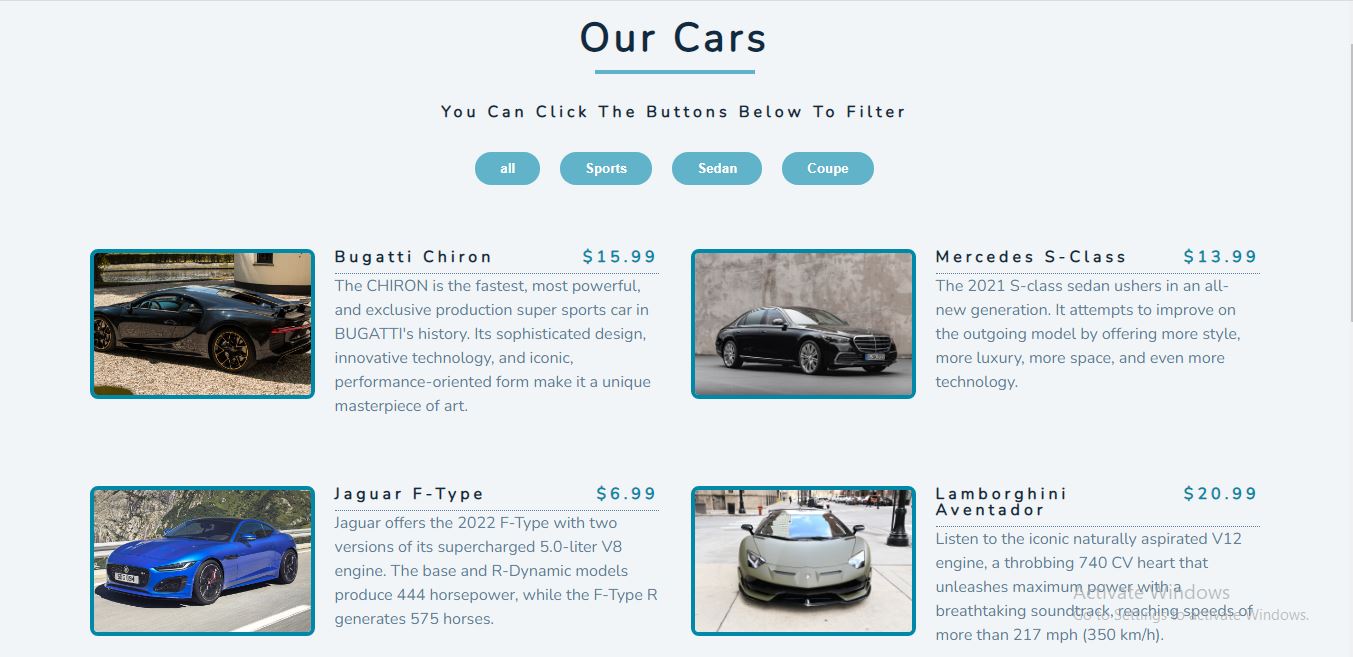 Our Cars
You Can Click The Buttons Below To Filter
all Sports Sedan Coupe
Bugatti Chiron $15.99
The CHIRON is the fastest, most powerful,
and exclusive production super sports car in
BUGATTI's history. Its sophisticated design,
innovative technology, and iconic,
performance-oriented form make it a unique
masterpiece of art.
Mercedes S-Class $13.99
The 2021 S-class sedan ushers in an all-
new generation. It attempts to improve on
the outgoing model by offering more style,
more luxury, more space, and even more
technology.
Jaguar F-Type $6.99
Jaguar offers the 2022 F-Type with two
versions of its supercharged 5.0-liter V8
engine. The base and R-Dynamic models
produce 444 horsepower, while the F-Type R
generates 575 horses.
Lamborghini $20.99
Aventador
Listen to the iconic naturally aspirated V12
engine, a throbbing 740 CV heart that
unleashes maximum power with a
breathtaking soundtrack, reaching speeds of
more than 217 mph (350 km/h).
Activate Windows
Go to Settings to activate Windows.